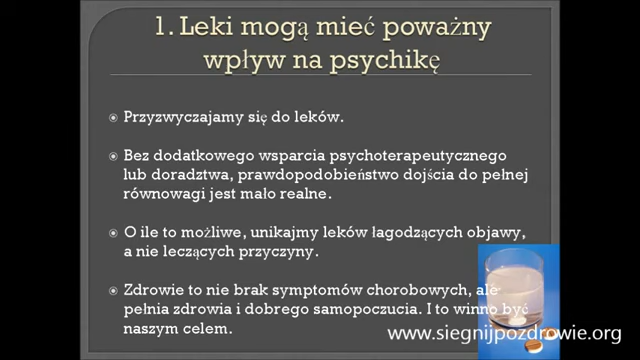 1. Leki mogą mieć poważny
wpływ na psychikę
Przyzwyczajamy się do leków.
Bez dodatkowego wsparcia psychoterapeutycznego
lub doradztwa, prawdopodobieństwo dojścia do pełnej
równowagi jest mało realne.
O ile to możliwe, unikajmy leków łagodzących objawy,
a nie leczących przyczyny.
Zdrowie to nie brak symptomów chorobowych, ale
pełnia zdrowia i dobrego samopoczucia. I to winno być
naszym celem.
www.siegnijpozdrowie.org